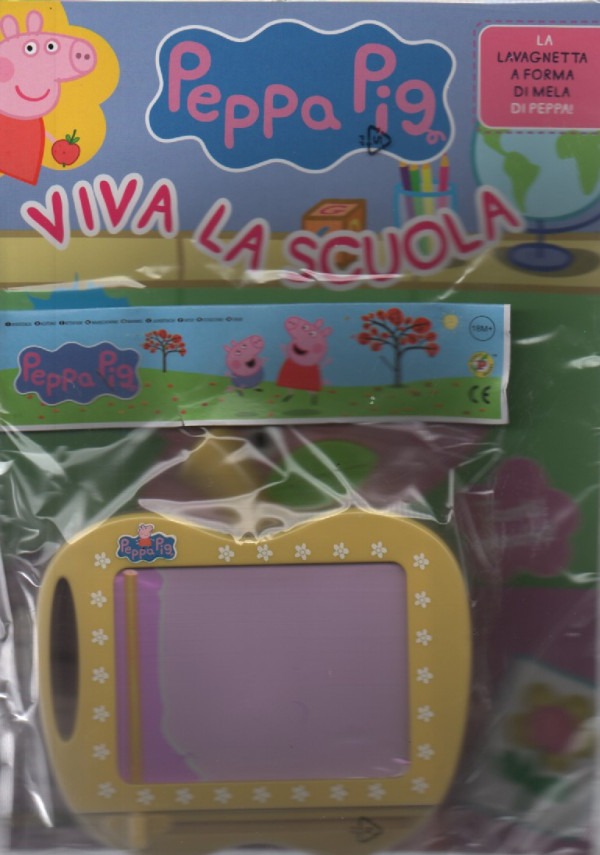 Peppa Pig
LA
LAVAGNETTA
A FORMA
DI MELA
DI PEPPA!
VIVA LA SCUOLA
G
PEPPA PIG
18M+
CE
Peppa Pig